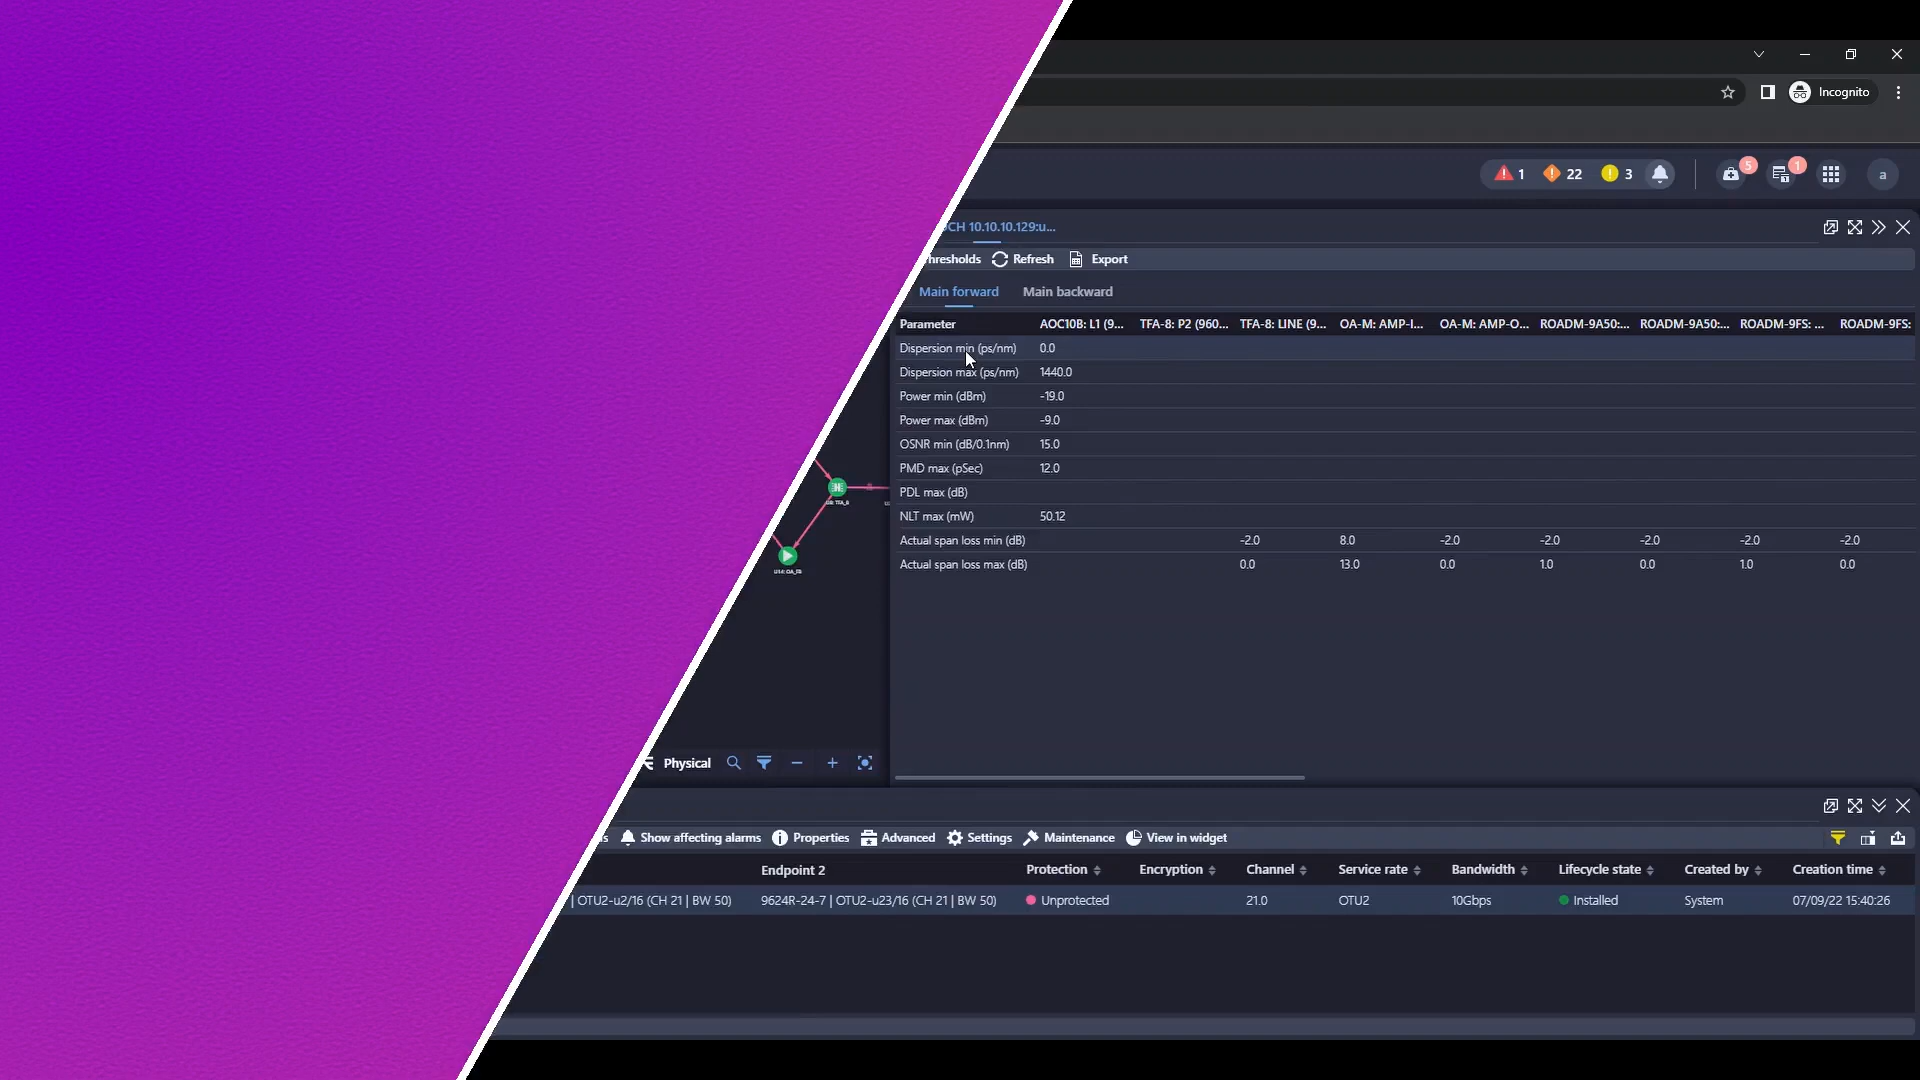 Incognito
1 22 3 5 1 a
CH 10.10.10.129:u...
hresholds Refresh Export
Main forward Main backward
Parameter AOC10B: L1 (9... TFA-8: P2 (960... TFA-8: LINE (9... OA-M: AMP-I... OA-M: AMP-O... ROADM-9A50:... ROADM-9A50:... ROADM-9FS: ... ROADM-9FS:
Dispersion min (ps/nm) 0.0
Dispersion max (ps/nm) 1440.0
Power min (dBm) -19.0
Power max (dBm) -9.0
OSNR min (dB/0.1nm) 15.0
PMD max (pSec) 12.0
PDL max (dB)
NLT max (mW) 50.12
Actual span loss min (dB) -2.0 8.0 -2.0 -2.0 -2.0 -2.0 -2.0
Actual span loss max (dB) 0.0 13.0 0.0 1.0 0.0 1.0 0.0
Physical
s Show affecting alarms Properties Advanced Settings Maintenance View in widget
Endpoint 2 Protection Encryption Channel Service rate Bandwidth Lifecycle state Created by Creation time
| OTU2-u2/16 (CH 21 | BW 50) 9624R-24-7 | OTU2-u23/16 (CH 21 | BW 50) Unprotected 21.0 OTU2 10Gbps Installed System 07/09/22 15:40:26